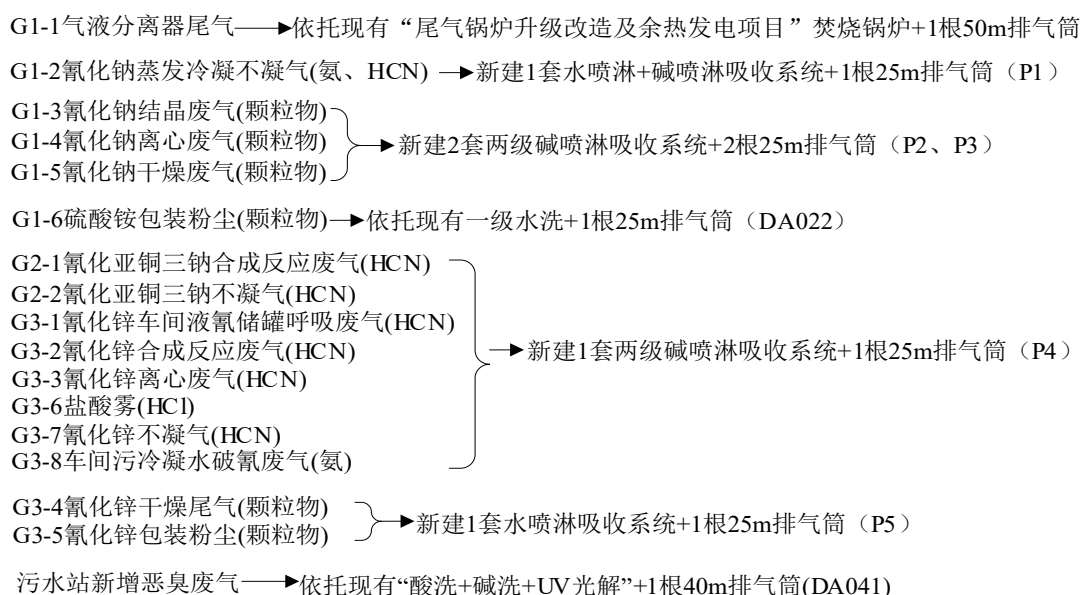 G1-1气液分离器尾气 依托现有“尾气锅炉升级改造及余热发电项目”焚烧锅炉+1根50m排气筒
G1-2氰化钠蒸发冷凝不凝气(氨、HCN) 新建1套水喷淋+碱喷淋吸收系统+1根25m排气筒（P1）
G1-3氰化钠结晶废气(颗粒物)
G1-4氰化钠离心废气(颗粒物)
G1-5氰化钠干燥废气(颗粒物)
新建2套两级碱喷淋吸收系统+2根25m排气筒（P2、P3）
G1-6硫酸铵包装粉尘(颗粒物) 依托现有一级水洗+1根25m排气筒（DA022）
G2-1氰化亚铜三钠合成反应废气(HCN)
G2-2氰化亚铜三钠不凝气(HCN)
G3-1氰化锌车间液氰储罐呼吸废气(HCN)
G3-2氰化锌合成反应废气(HCN)
G3-3氰化锌离心废气(HCN)
G3-6盐酸雾(HCl)
G3-7氰化锌不凝气(HCN)
G3-8车间污冷凝水破氰废气(氨)
新建1套两级碱喷淋吸收系统+1根25m排气筒（P4）
G3-4氰化锌干燥尾气(颗粒物)
G3-5氰化锌包装粉尘(颗粒物)
新建1套水喷淋吸收系统+1根25m排气筒（P5）
污水站新增恶臭废气 依托现有“酸洗+碱洗+UV光解”+1根40m排气筒(DA041)